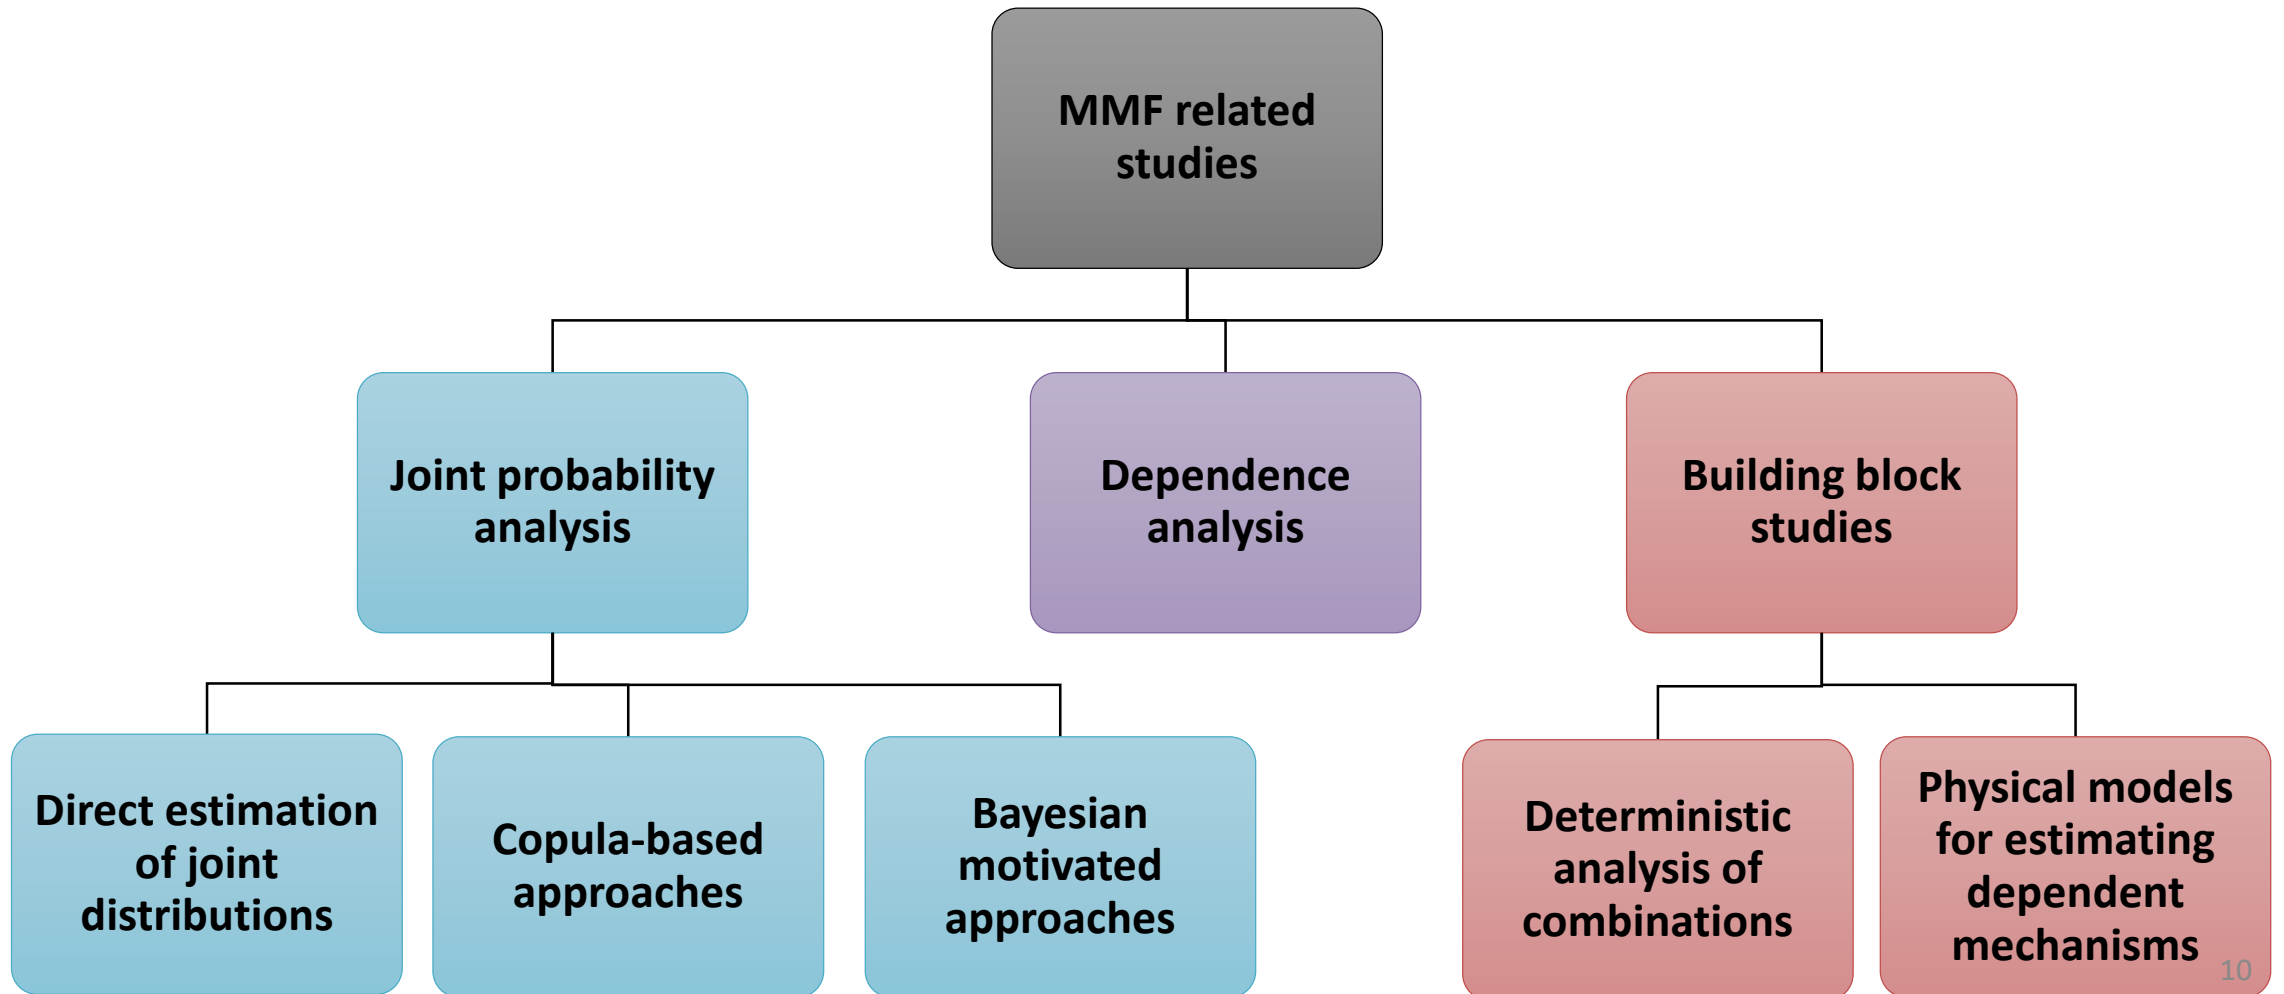 MMF related
studies
Joint probability
analysis
Dependence
analysis
Building block
studies
Direct estimation
of joint
distributions
Copula-based
approaches
Bayesian
motivated
approaches
Deterministic
analysis of
combinations
Physical models
for estimating
dependent
mechanisms
10